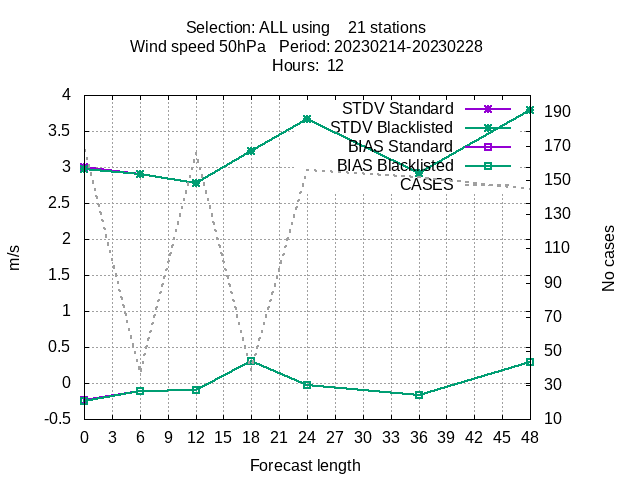 Selection: ALL using 21 stations
Wind speed 50hPa Period: 20230214-20230228
Hours: 12
STDV Standard
STDV Blacklisted
BIAS Standard
BIAS Blacklisted
CASES
m/s
4
3.5
3
2.5
2
1.5
1
0.5
0
-0.5
No cases
190
170
150
130
110
90
70
50
30
10
0 3 6 9 12 15 18 21 24 27 30 33 36 39 42 45 48
Forecast length